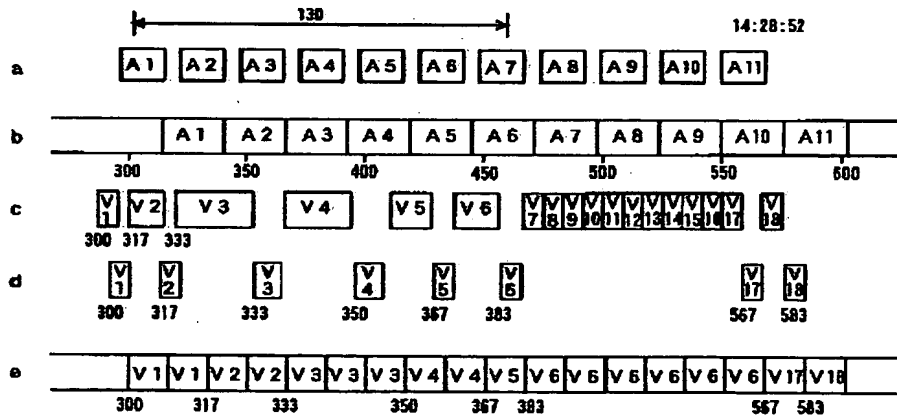 130
14:28:52
a A1 A2 A3 A4 A5 A6 A7 A8 A9 A10 A11
b A1 A2 A3 A4 A5 A6 A7 A8 A9 A10 A11
300 350 400 450 500 550 600
c V1 V2 V3 V4 V5 V6 V7 V8 V9 V10 V11 V12 V13 V14 V15 V16 V17 V18
300 317 333
d V1 V2 V3 V4 V5 V6 V17 V18
300 317 333 350 367 383 567 583
e V1 V1 V2 V2 V3 V3 V3 V4 V4 V5 V6 V6 V6 V6 V6 V6 V17 V18
300 317 333 350 367 383 567 583